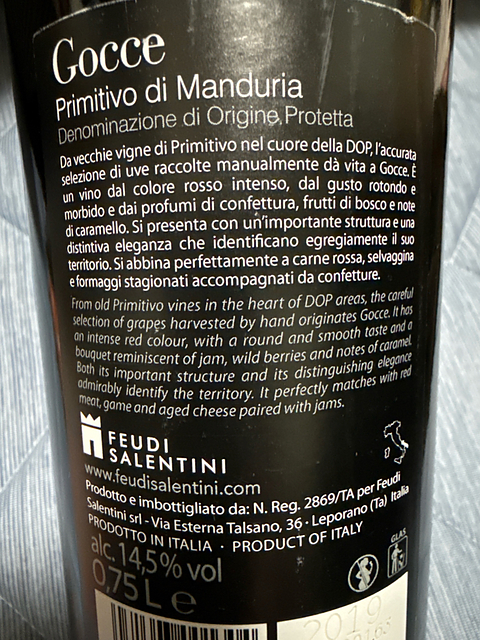 Gocce
Primitivo di Manduria
Denominazione di Origine Protetta
Da vecchie vigne di Primitivo nel cuore della DOP, l'accurata
selezione di uve raccolte manualmente dà vita a Gocce. È
un vino dal colore rosso intenso, dal gusto rotondo e
morbido e dai profumi di confettura, frutti di bosco e note
di caramello. Si presenta con un'importante struttura e una
distintiva eleganza che identificano egregiamente il suo
territorio. Si abbina perfettamente a carne rossa, selvaggina
e formaggi stagionati accompagnati da confetture.
From old Primitivo vines in the heart of DOP areas, the careful
selection of grapes harvested by hand originates Gocce. It has
an intense red colour, with a round and smooth taste and a
bouquet reminiscent of jam, wild berries and notes of caramel.
Both its important structure and its distinguishing elegance
admirably identify the territory. It perfectly matches with red
meat, game and aged cheese paired with jams.
FEUDI
SALENTINI
www.feudisalentini.com
Prodotto e imbottigliato da: N. Reg. 2869/TA per Feudi
Salentini srl - Via Esterna Talsano, 36 - Leporano (Ta) Italia
PRODOTTO IN ITALIA · PRODUCT OF ITALY
alc. 14,5% vol
0,75 L e
GLAS
2019